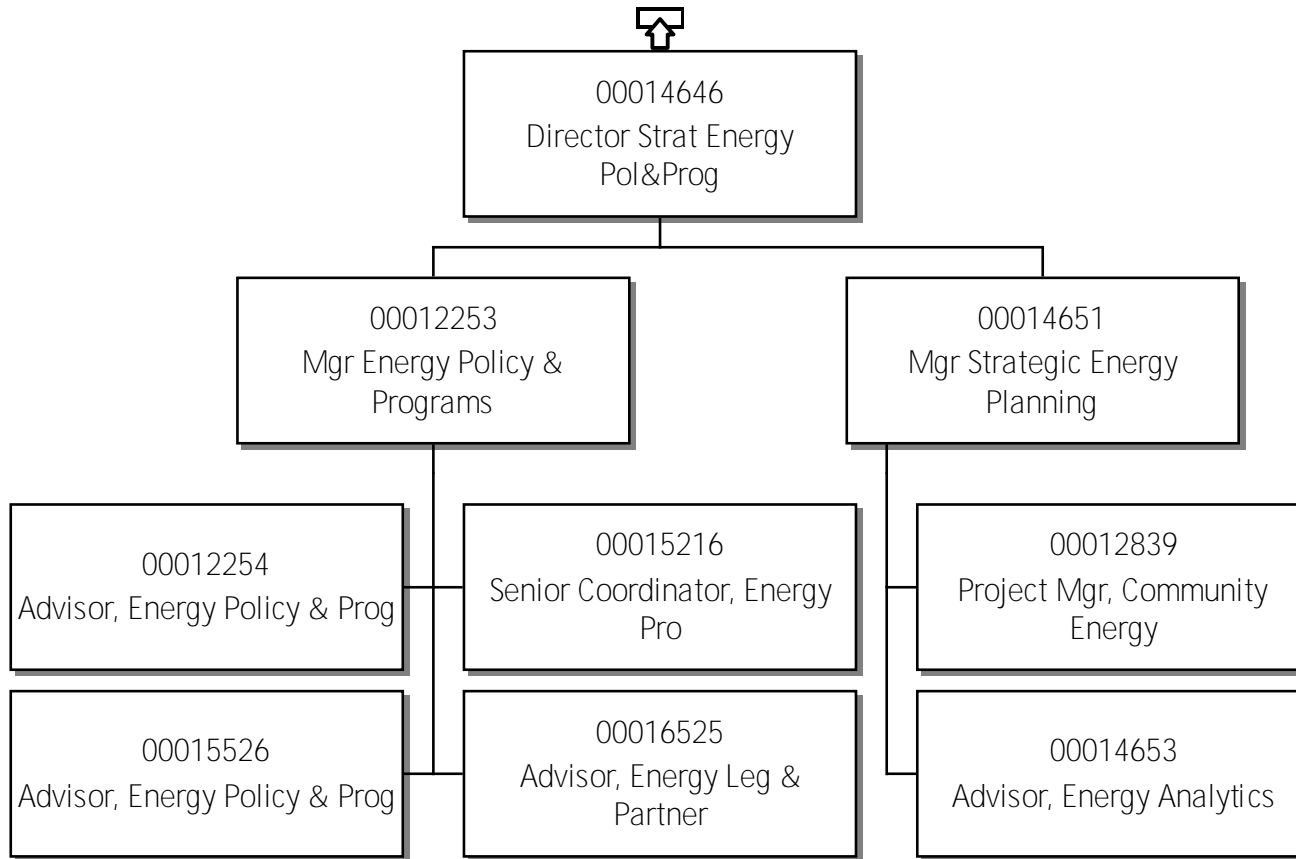 00014646
Director Strat Energy
Pol&Prog
00012253
Mgr Energy Policy &
Programs
00014651
Mgr Strategic Energy
Planning
00012254
Advisor, Energy Policy & Prog
00015216
Senior Coordinator, Energy
Pro
00012839
Project Mgr, Community
Energy
00015526
Advisor, Energy Policy & Prog
00016525
Advisor, Energy Leg &
Partner
00014653
Advisor, Energy Analytics